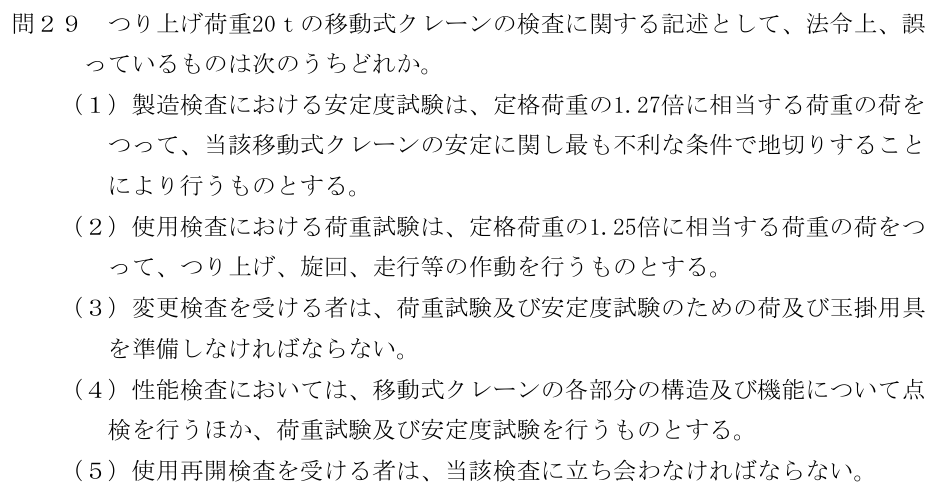 問２９　つり上げ荷重20ｔの移動式クレーンの検査に関する記述として、法令上、誤
っているものは次のうちどれか。
（１）製造検査における安定度試験は、定格荷重の1.27倍に相当する荷重の荷を
つって、当該移動式クレーンの安定に関し最も不利な条件で地切りすること
により行うものとする。
（２）使用検査における荷重試験は、定格荷重の1.25倍に相当する荷重の荷をつ
って、つり上げ、旋回、走行等の作動を行うものとする。
（３）変更検査を受ける者は、荷重試験及び安定度試験のための荷及び玉掛用具
を準備しなければならない。
（４）性能検査においては、移動式クレーンの各部分の構造及び機能について点
検を行うほか、荷重試験及び安定度試験を行うものとする。
（５）使用再開検査を受ける者は、当該検査に立ち会わなければならない。